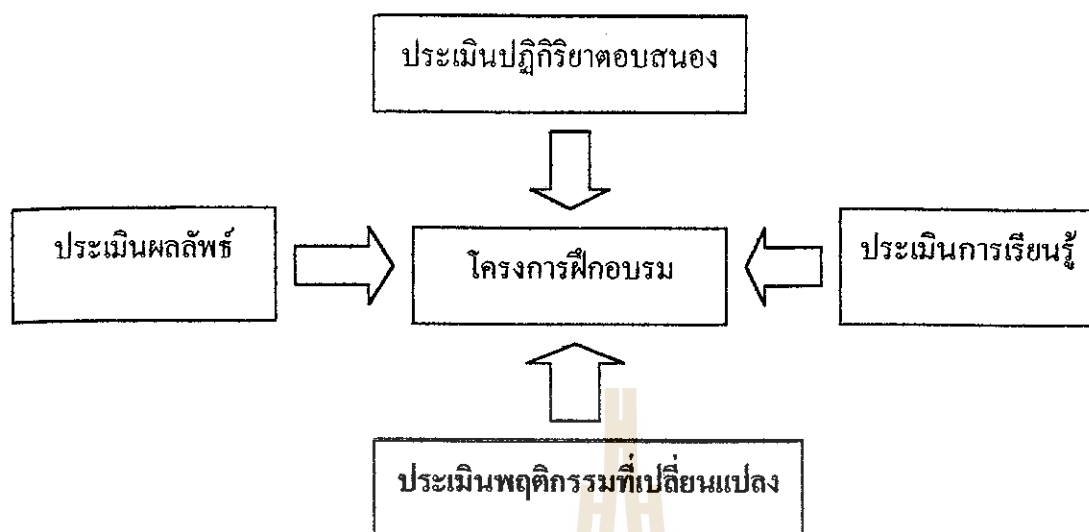 ประเมินปฏิกิริยาตอบสนอง
ประเมินผลลัพธ์
โครงการฝึกอบรม
ประเมินการเรียนรู้
ประเมินพฤติกรรมที่เปลี่ยนแปลง